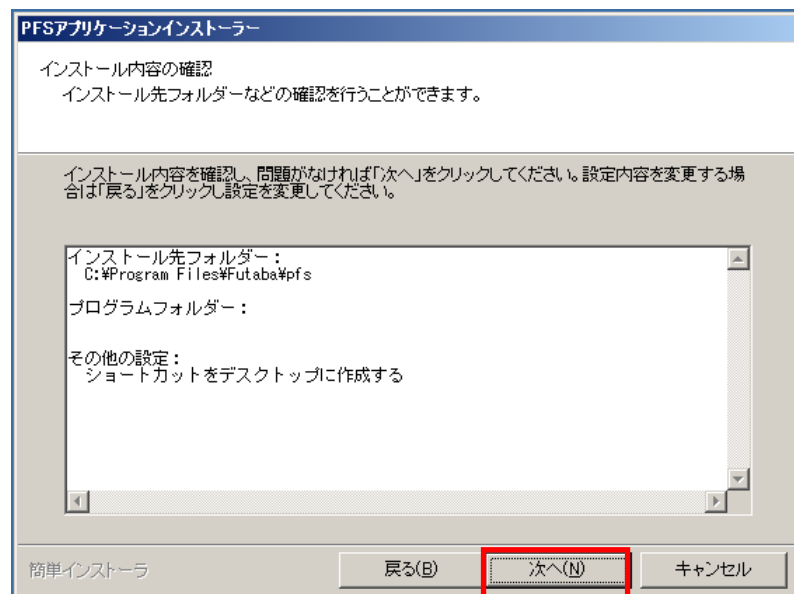 PFSアプリケーションインストーラー
インストール内容の確認
インストール先フォルダーなどの確認を行うことができます。
インストール内容を確認し、問題がなければ「次へ」をクリックしてください。設定内容を変更する場
合は「戻る」をクリックし設定を変更してください。
インストール先フォルダー：
C:¥Program Files¥Futaba¥pfs
プログラムフォルダー：
その他の設定：
ショートカットをデスクトップに作成する
簡単インストーラ
戻る(B)
次へ(N)
キャンセル